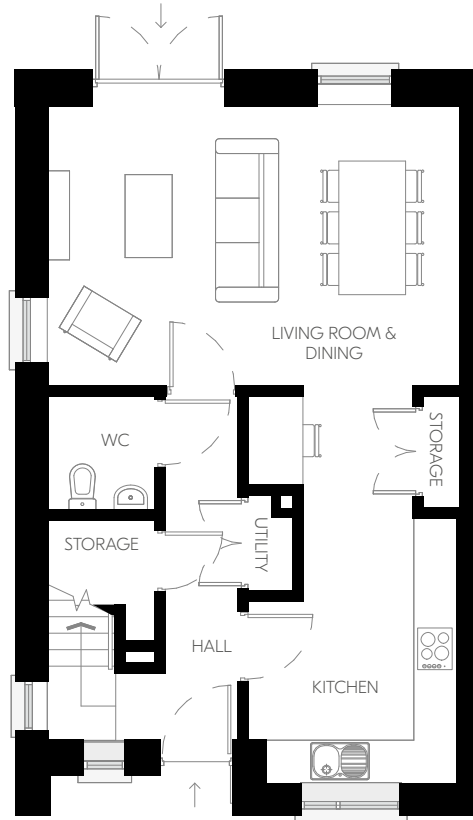 LIVING ROOM &
DINING
WC
STORAGE
STORAGE
UTILITY
HALL
KITCHEN